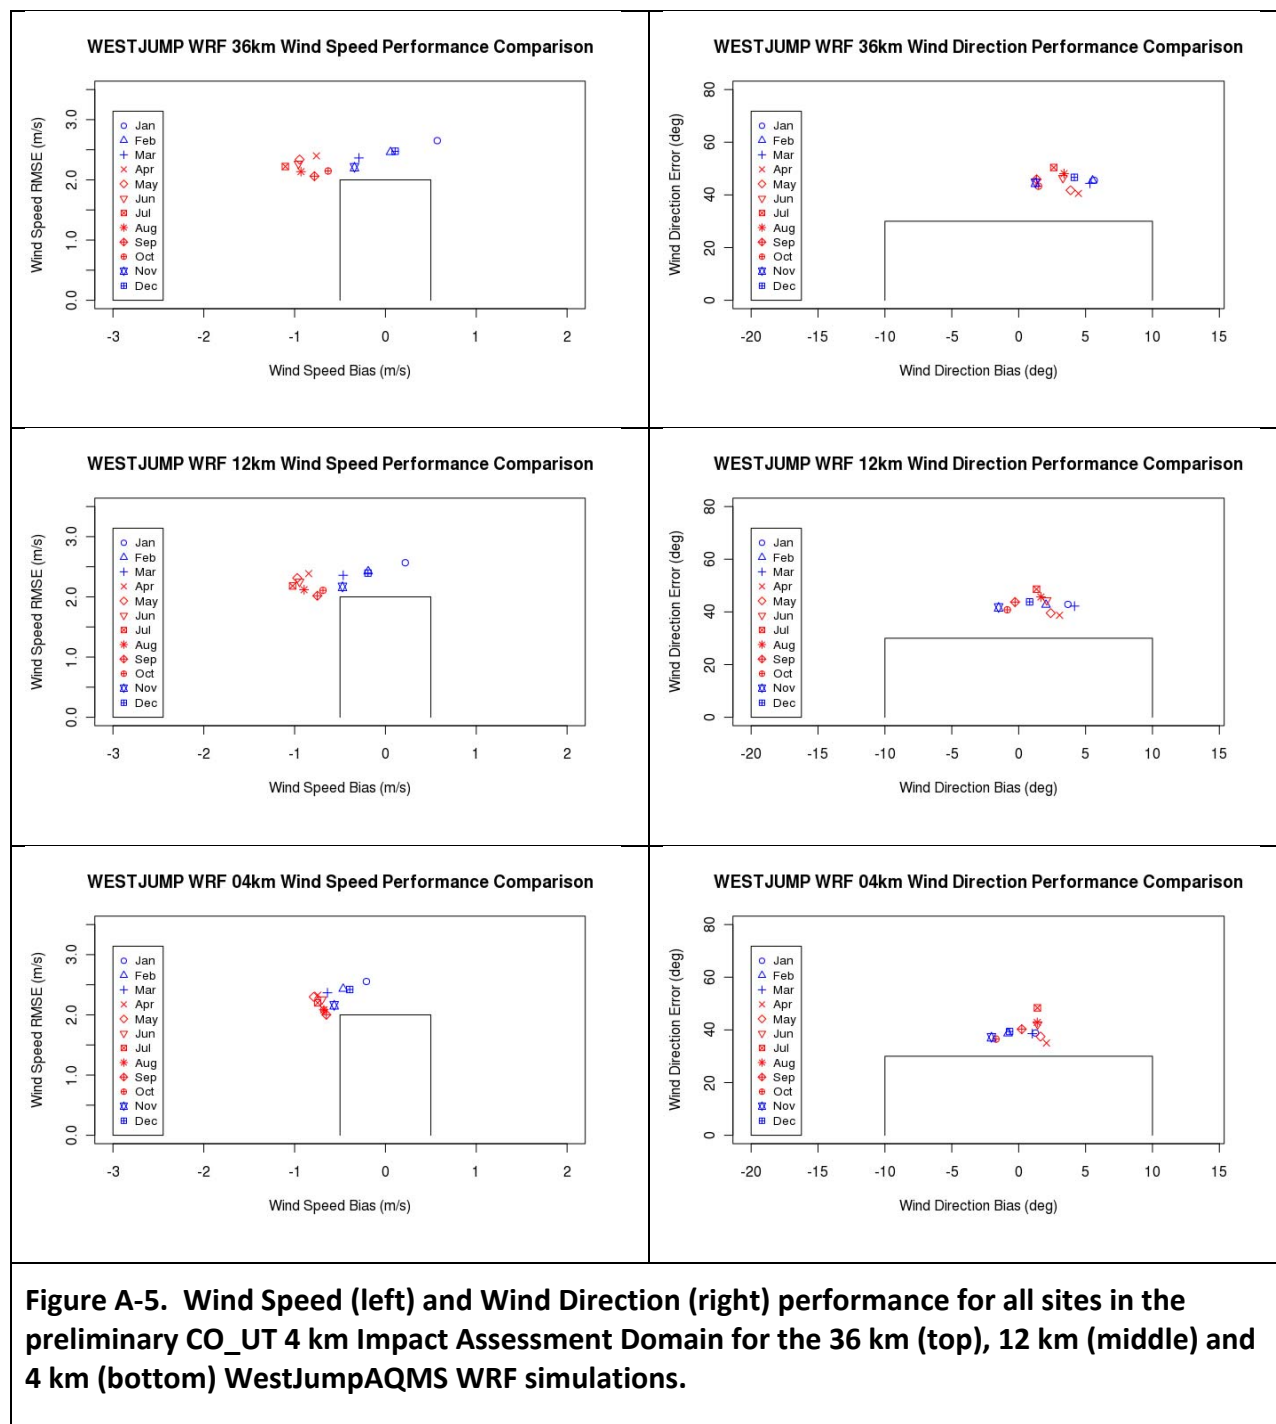 WESTJUMP WRF 36km Wind Speed Performance Comparison
Wind Speed RMSE (m/s)
3.0
2.0
1.0
0.0
Jan
Feb
Mar
Apr
May
Jun
Jul
Aug
Sep
Oct
Nov
Dec
-3 -2 -1 0 1 2
Wind Speed Bias (m/s)
WESTJUMP WRF 36km Wind Direction Performance Comparison
Wind Direction Error (deg)
80
60
40
20
0
Jan
Feb
Mar
Apr
May
Jun
Jul
Aug
Sep
Oct
Nov
Dec
-20 -15 -10 -5 0 5 10 15
Wind Direction Bias (deg)
WESTJUMP WRF 12km Wind Speed Performance Comparison
Wind Speed RMSE (m/s)
3.0
2.0
1.0
0.0
Jan
Feb
Mar
Apr
May
Jun
Jul
Aug
Sep
Oct
Nov
Dec
-3 -2 -1 0 1 2
Wind Speed Bias (m/s)
WESTJUMP WRF 12km Wind Direction Performance Comparison
Wind Direction Error (deg)
80
60
40
20
0
Jan
Feb
Mar
Apr
May
Jun
Jul
Aug
Sep
Oct
Nov
Dec
-20 -15 -10 -5 0 5 10 15
Wind Direction Bias (deg)
WESTJUMP WRF 04km Wind Speed Performance Comparison
Wind Speed RMSE (m/s)
3.0
2.0
1.0
0.0
Jan
Feb
Mar
Apr
May
Jun
Jul
Aug
Sep
Oct
Nov
Dec
-3 -2 -1 0 1 2
Wind Speed Bias (m/s)
WESTJUMP WRF 04km Wind Direction Performance Comparison
Wind Direction Error (deg)
80
60
40
20
0
Jan
Feb
Mar
Apr
May
Jun
Jul
Aug
Sep
Oct
Nov
Dec
-20 -15 -10 -5 0 5 10 15
Wind Direction Bias (deg)
Figure A-5. Wind Speed (left) and Wind Direction (right) performance for all sites in the
preliminary CO_UT 4 km Impact Assessment Domain for the 36 km (top), 12 km (middle) and
4 km (bottom) WestJumpAQMS WRF simulations.